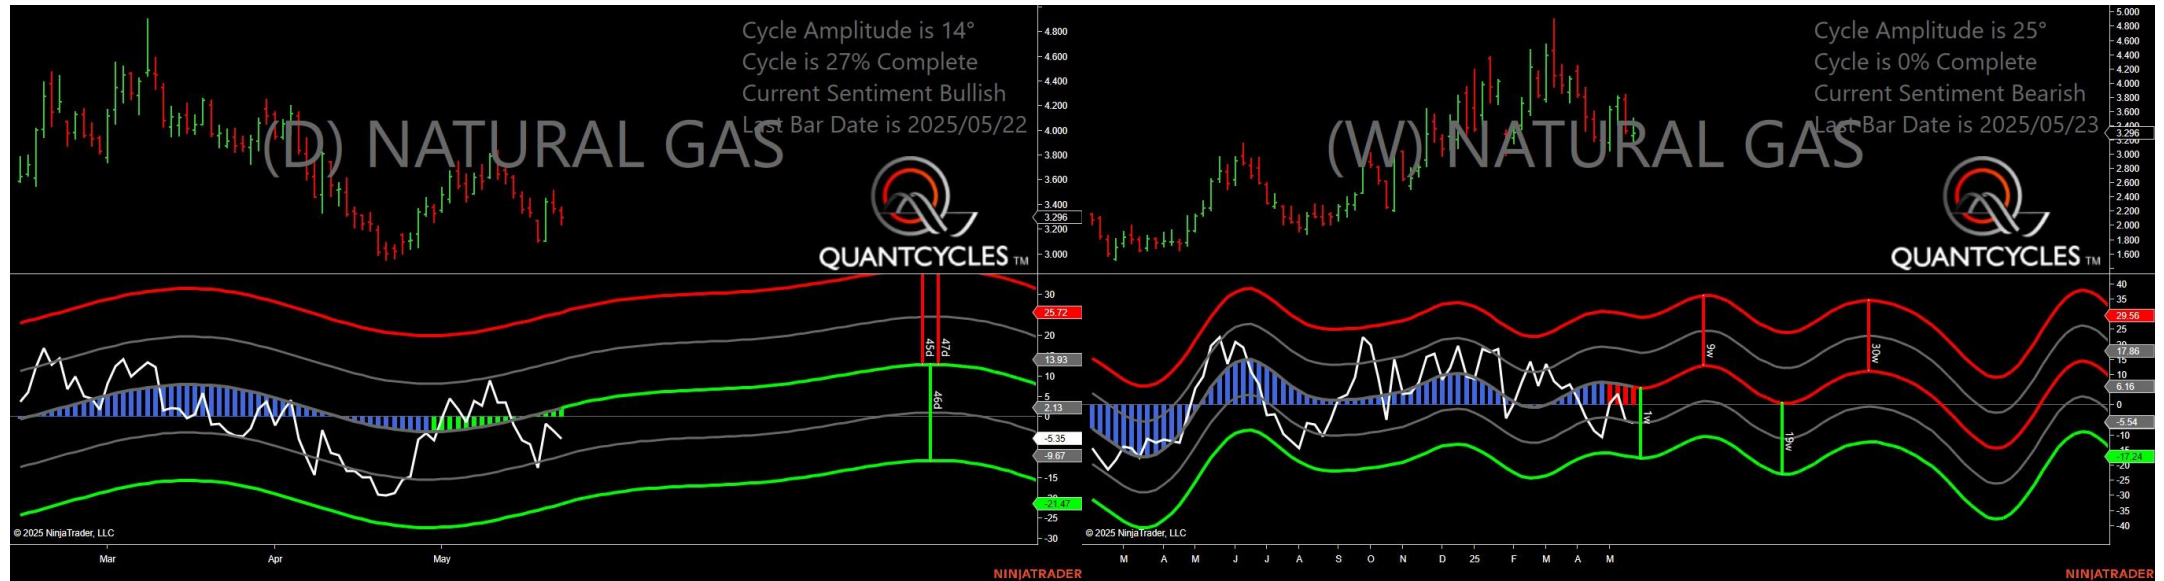 Cycle Amplitude is 14°
Cycle is 27% Complete
Current Sentiment Bullish
Last Bar Date is 2025/05/22
(D) NATURAL GAS
QUANTCYCLES TM
4.800
4.600
4.400
4.200
4.000
3.800
3.600
3.400
3.296
3.200
3.000
45d
47d
46d
30
25.72
20
13.93
10
5
2.13
0
-5.35
-9.67
-15
-21.47
-25
-30
© 2025 NinjaTrader, LLC
Mar
Apr
May
NINJATRADER
Cycle Amplitude is 25°
Cycle is 0% Complete
Current Sentiment Bearish
Last Bar Date is 2025/05/23
(W) NATURAL GAS
QUANTCYCLES TM
5.000
4.800
4.600
4.400
4.200
3.800
3.600
3.400
3.296
3.200
3.000
2.800
2.600
2.400
2.200
2.000
1.800
1.600
1w
9w
19w
30w
40
35
29.56
25
17.86
15
10
6.16
0
-5.54
-10
-17.24
-20
-25
-30
-35
-40
© 2025 NinjaTrader, LLC
M A M J J A S O N D 25 F M A M
NINJATRADER